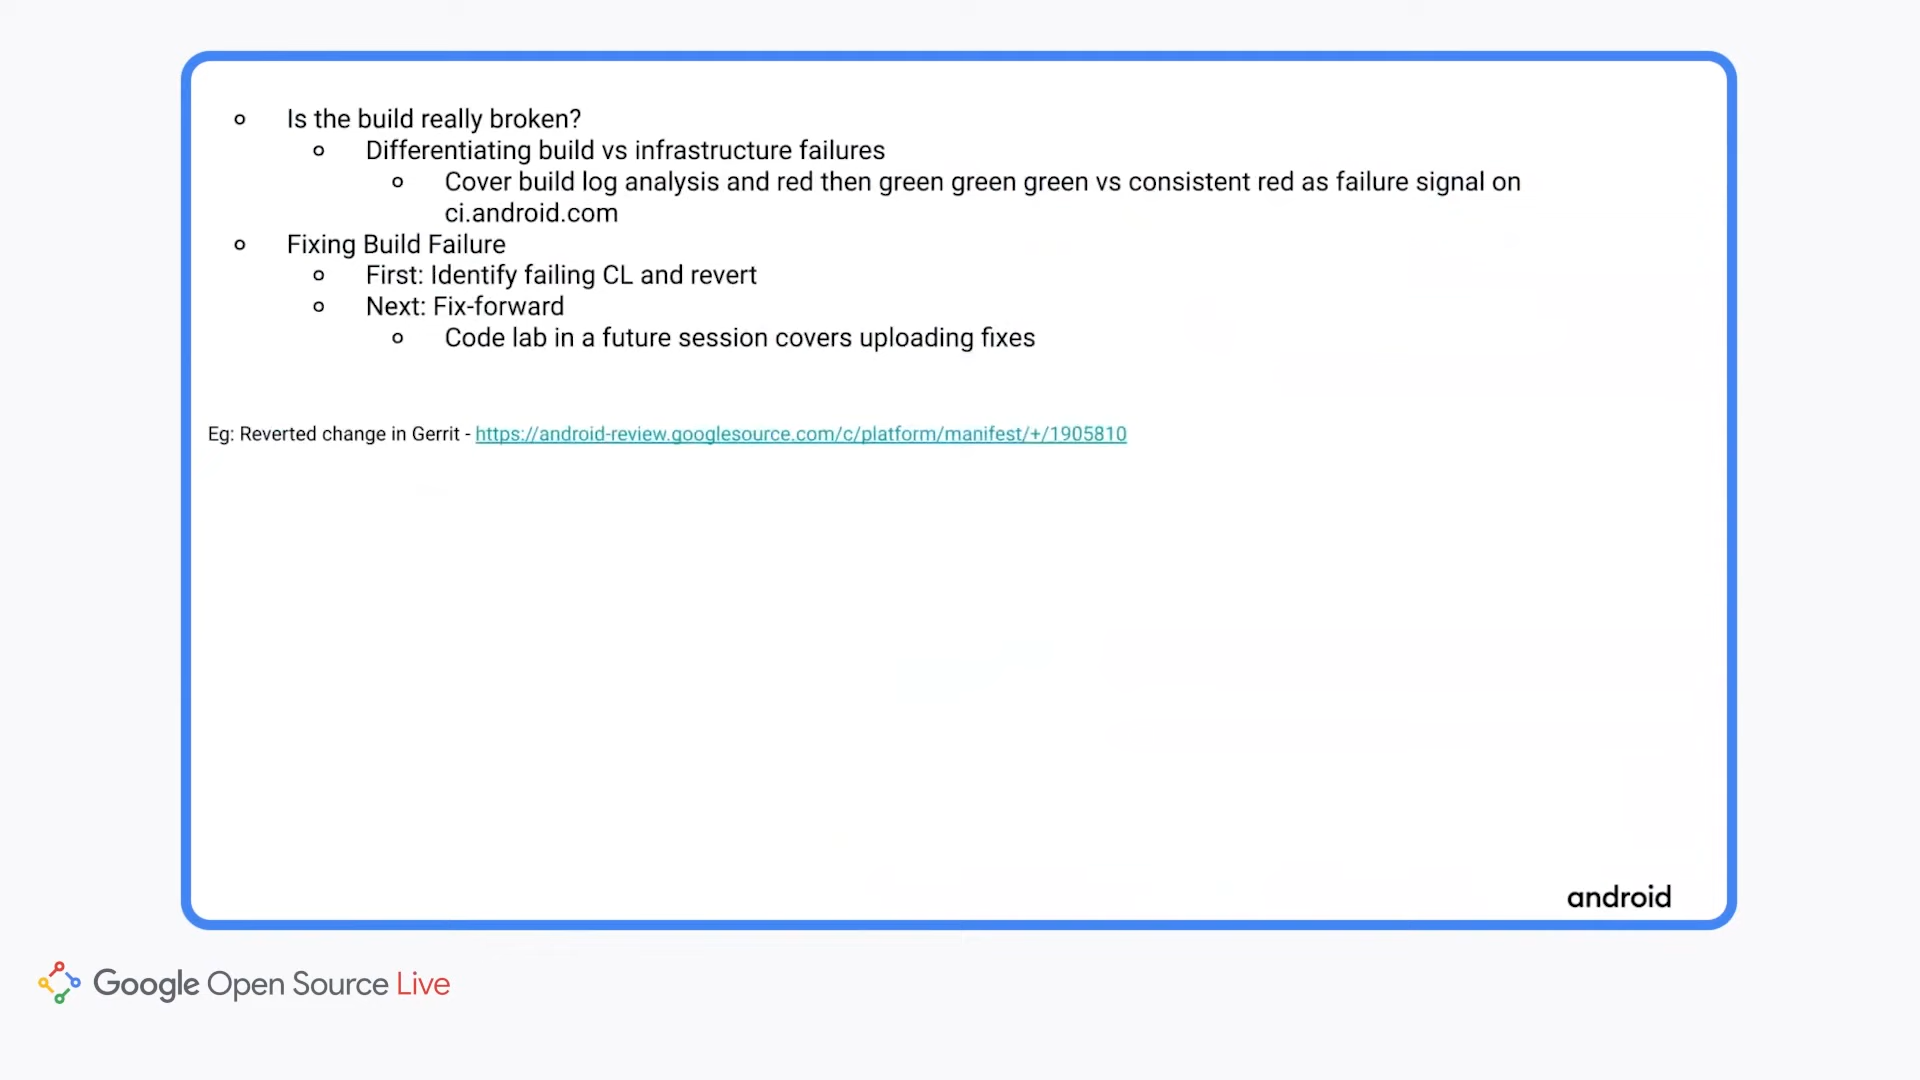 Is the build really broken?
Differentiating build vs infrastructure failures
Cover build log analysis and red then green green green vs consistent red as failure signal on
ci.android.com
Fixing Build Failure
First: Identify failing CL and revert
Next: Fix-forward
Code lab in a future session covers uploading fixes
Eg: Reverted change in Gerrit - https://android-review.googlesource.com/c/platform/manifest/+/1905810
android
Google Open Source Live